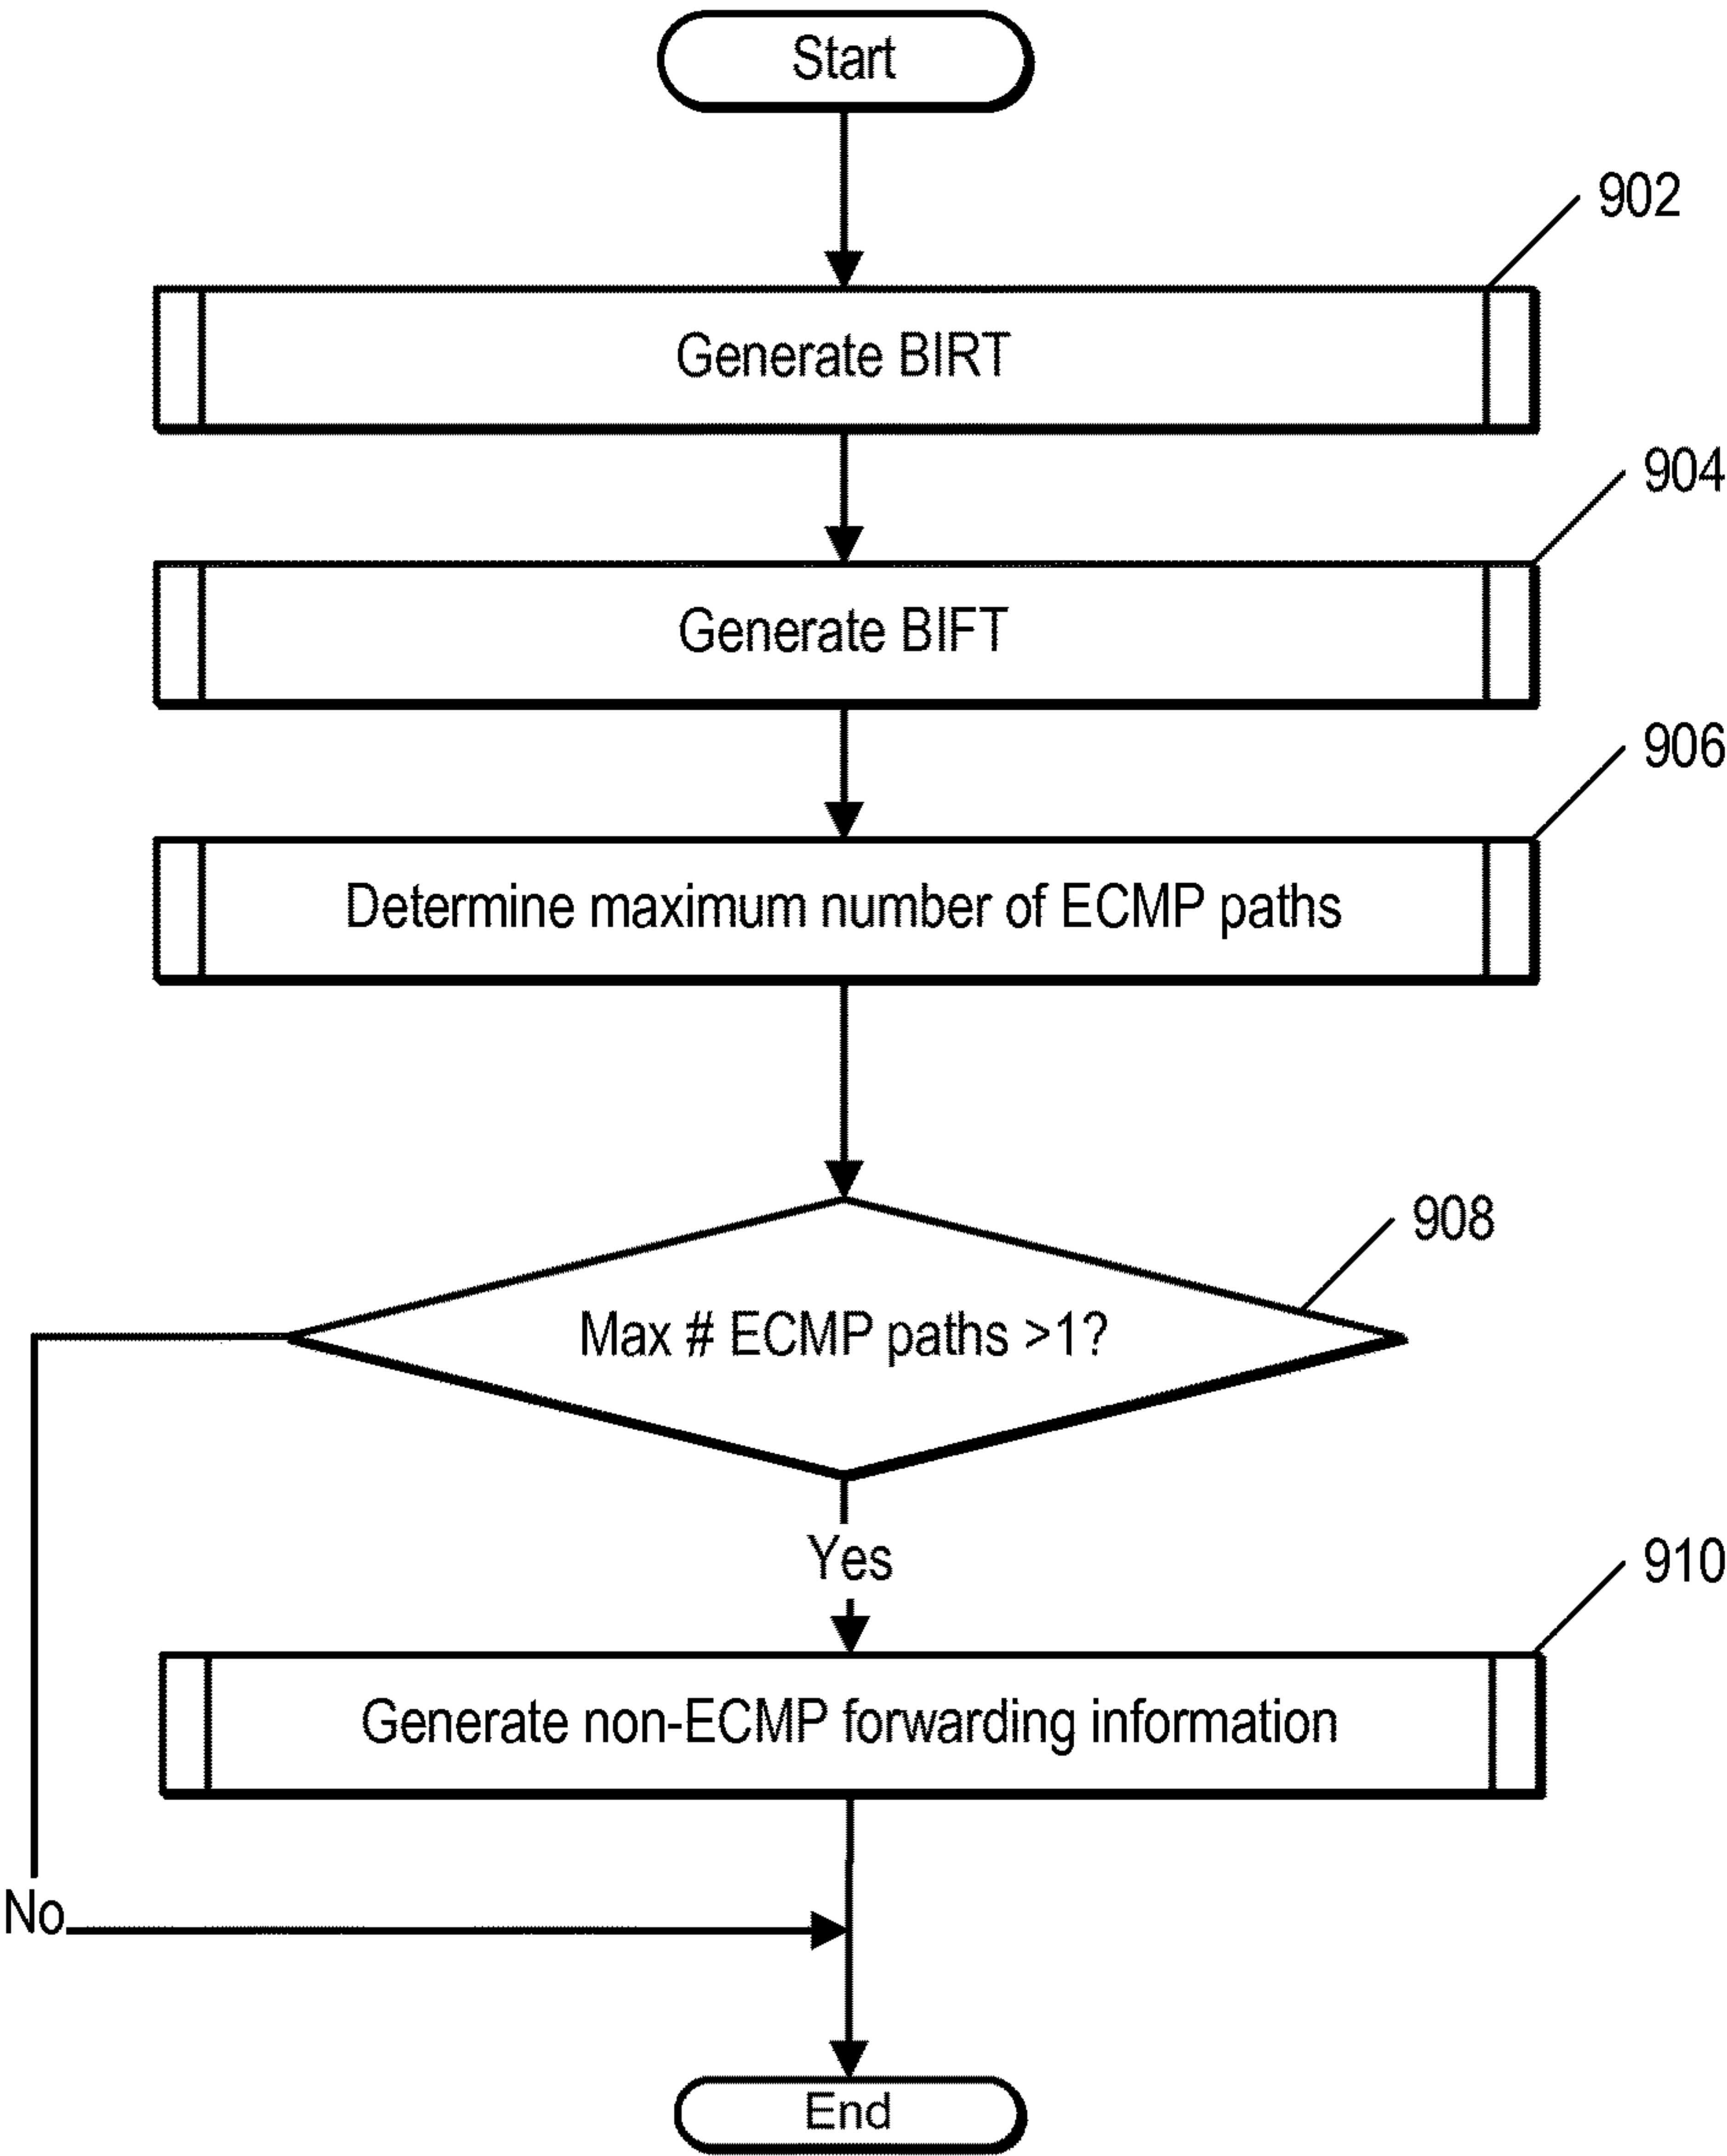 Start
902
Generate BIRT
904
Generate BIFT
906
Determine maximum number of ECMP paths
908
Max # ECMP paths >1?
Yes
910
Generate non-ECMP forwarding information
No
End